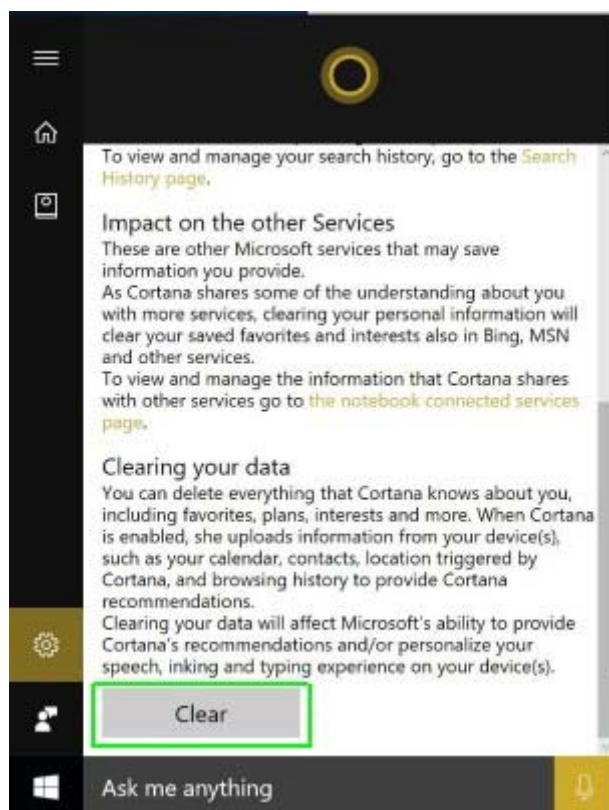 To view and manage your search history, go to the Search
History page.
Impact on the other Services
These are other Microsoft services that may save
information you provide.
As Cortana shares some of the understanding about you
with more services, clearing your personal information will
clear your saved favorites and interests also in Bing, MSN
and other services.
To view and manage the information that Cortana shares
with other services go to the notebook connected services
page.
Clearing your data
You can delete everything that Cortana knows about you,
including favorites, plans, interests and more. When Cortana
is enabled, she uploads information from your device(s),
such as your calendar, contacts, location triggered by
Cortana, and browsing history to provide Cortana
recommendations.
Clearing your data will affect Microsoft's ability to provide
Cortana's recommendations and/or personalize your
speech, inking and typing experience on your device(s).
Clear
Ask me anything